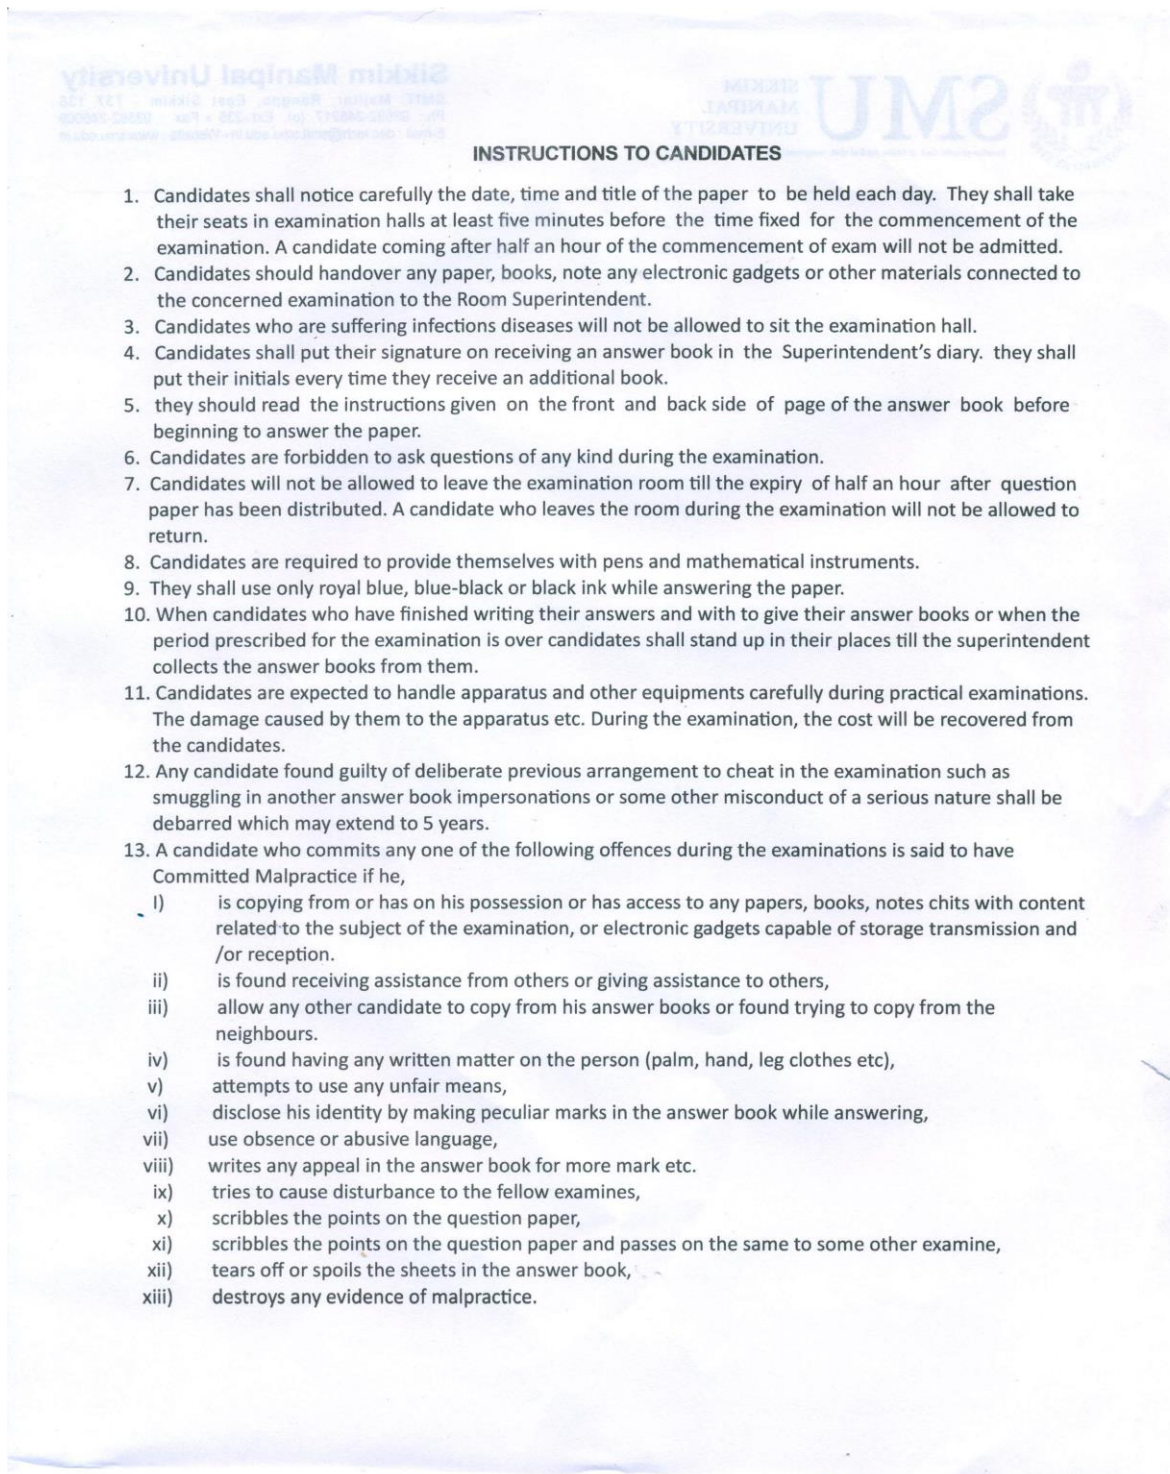 Sikkim Manipal University
SMU
SIKKIM
MANIPAL
UNIVERSITY
INSTRUCTIONS TO CANDIDATES
1. Candidates shall notice carefully the date, time and title of the paper to be held each day. They shall take
their seats in examination halls at least five minutes before the time fixed for the commencement of the
examination. A candidate coming after half an hour of the commencement of exam will not be admitted.
2. Candidates should handover any paper, books, note any electronic gadgets or other materials connected to
the concerned examination to the Room Superintendent.
3. Candidates who are suffering infections diseases will not be allowed to sit the examination hall.
4. Candidates shall put their signature on receiving an answer book in the Superintendent's diary. they shall
put their initials every time they receive an additional book.
5. they should read the instructions given on the front and back side of page of the answer book before
beginning to answer the paper.
6. Candidates are forbidden to ask questions of any kind during the examination.
7. Candidates will not be allowed to leave the examination room till the expiry of half an hour after question
paper has been distributed. A candidate who leaves the room during the examination will not be allowed to
return.
8. Candidates are required to provide themselves with pens and mathematical instruments.
9. They shall use only royal blue, blue-black or black ink while answering the paper.
10. When candidates who have finished writing their answers and with to give their answer books or when the
period prescribed for the examination is over candidates shall stand up in their places till the superintendent
collects the answer books from them.
11. Candidates are expected to handle apparatus and other equipments carefully during practical examinations.
The damage caused by them to the apparatus etc. During the examination, the cost will be recovered from
the candidates.
12. Any candidate found guilty of deliberate previous arrangement to cheat in the examination such as
smuggling in another answer book impersonations or some other misconduct of a serious nature shall be
debarred which may extend to 5 years.
13. A candidate who commits any one of the following offences during the examinations is said to have
Committed Malpractice if he,
I) is copying from or has on his possession or has access to any papers, books, notes chits with content
related to the subject of the examination, or electronic gadgets capable of storage transmission and
/or reception.
ii) is found receiving assistance from others or giving assistance to others,
iii) allow any other candidate to copy from his answer books or found trying to copy from the
neighbours.
iv) is found having any written matter on the person (palm, hand, leg clothes etc),
v) attempts to use any unfair means,
vi) disclose his identity by making peculiar marks in the answer book while answering,
vii) use obsence or abusive language,
viii) writes any appeal in the answer book for more mark etc.
ix) tries to cause disturbance to the fellow examines,
x) scribbles the points on the question paper,
xi) scribbles the points on the question paper and passes on the same to some other examine,
xii) tears off or spoils the sheets in the answer book,
xiii) destroys any evidence of malpractice.